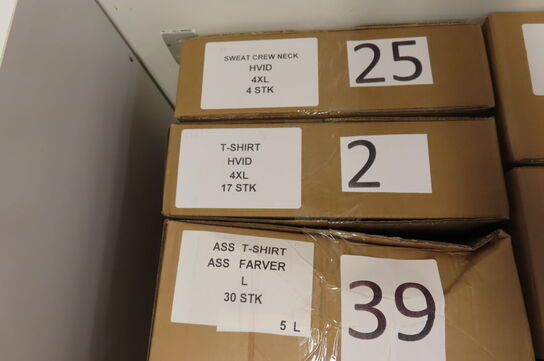 SWEAT CREW NECK
HVID
4XL
4 STK
25
T-SHIRT
HVID
4XL
17 STK
2
ASS T-SHIRT
ASS FARVER
L
30 STK
5 L
39